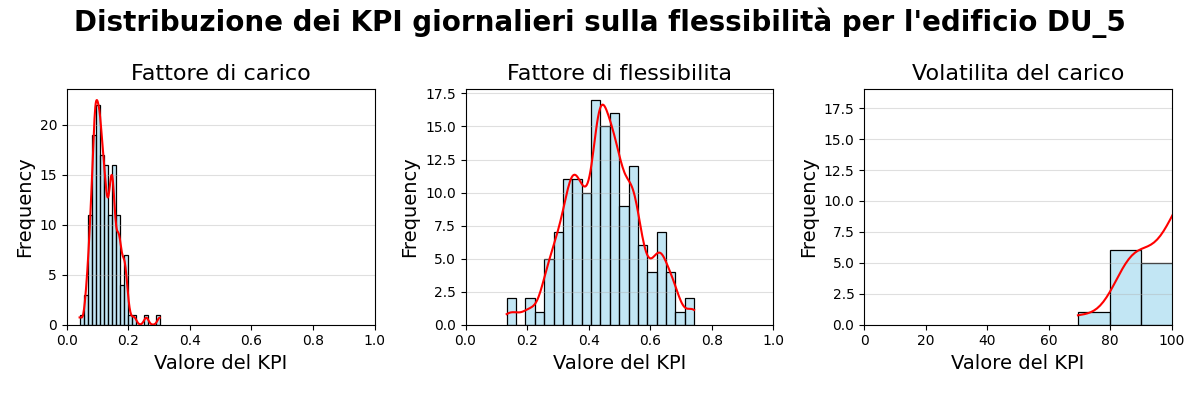 Distribuzione dei KPI giornalieri sulla flessibilità per l'edificio DU_5
Fattore di carico
Frequency
20
15
10
5
0
0.0 0.2 0.4 0.6 0.8 1.0
Valore del KPI
Fattore di flessibilita
Frequency
17.5
15.0
12.5
10.0
7.5
5.0
2.5
0.0
0.0 0.2 0.4 0.6 0.8 1.0
Valore del KPI
Volatilita del carico
Frequency
17.5
15.0
12.5
10.0
7.5
5.0
2.5
0.0
0 20 40 60 80 100
Valore del KPI